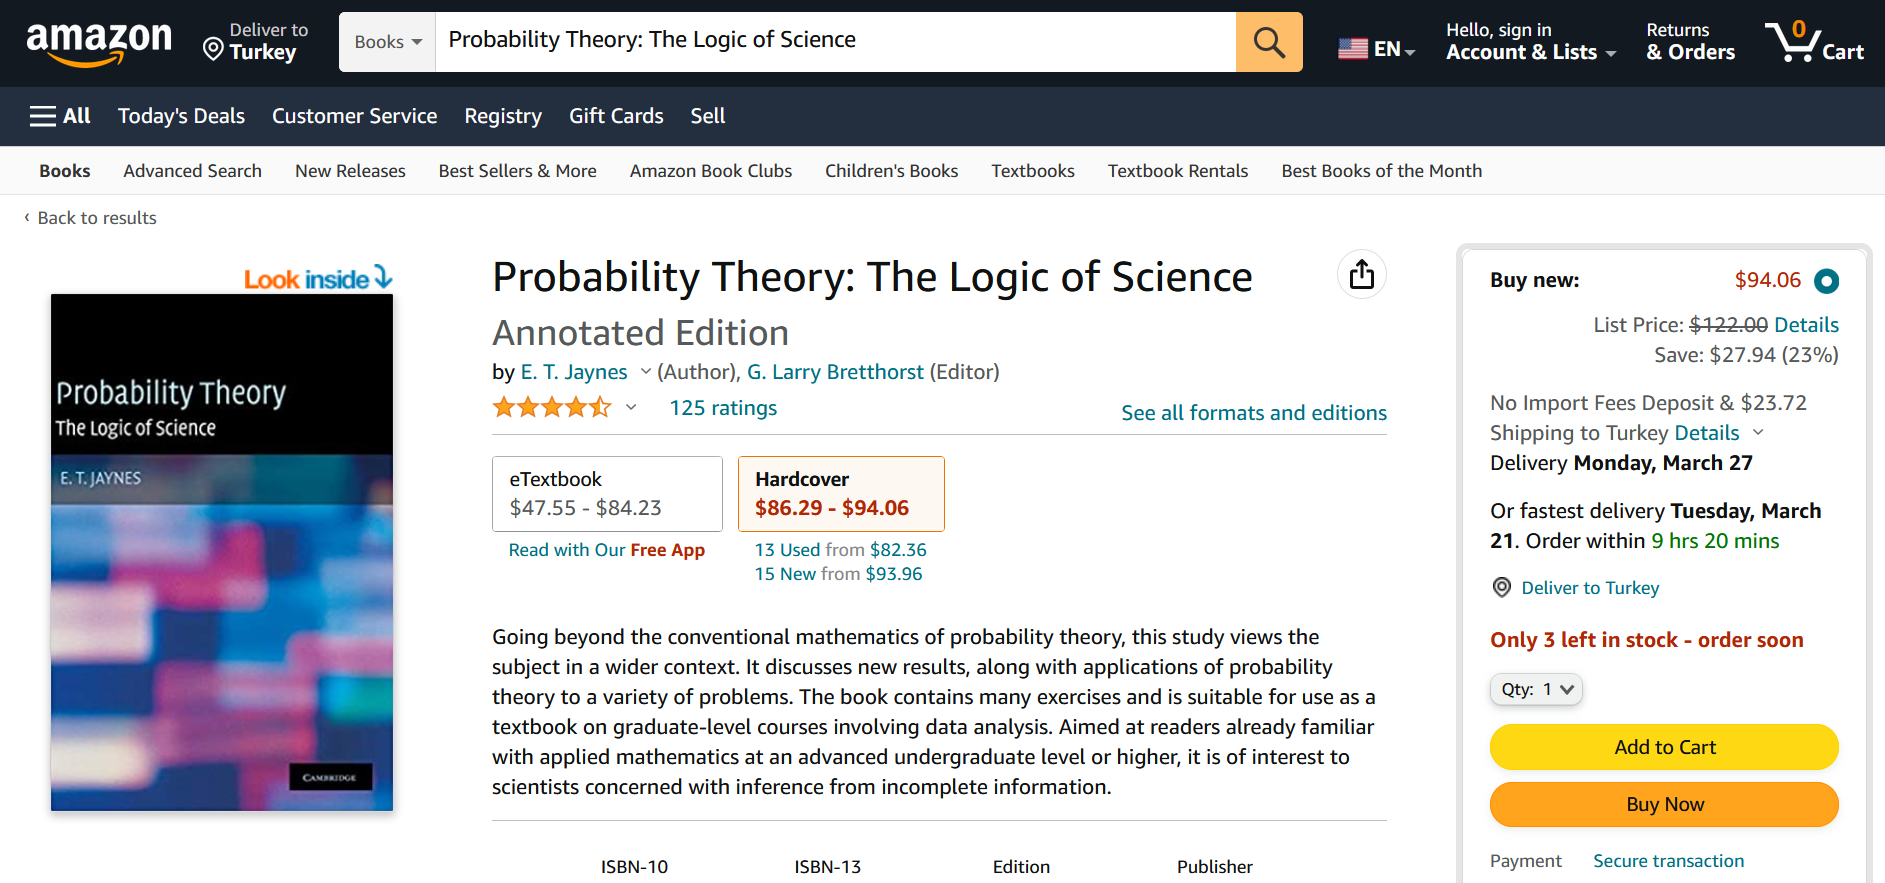 amazon
Deliver to
Turkey
Books
Probability Theory: The Logic of Science
EN
Hello, sign in
Account & Lists
Returns
& Orders
0
Cart
All
Today's Deals
Customer Service
Registry
Gift Cards
Sell
Books
Advanced Search
New Releases
Best Sellers & More
Amazon Book Clubs
Children's Books
Textbooks
Textbook Rentals
Best Books of the Month
‹ Back to results
Look inside
Probability Theory
The Logic of Science
E. T. JAYNES
CAMBRIDGE
Probability Theory: The Logic of Science
Annotated Edition
by E. T. Jaynes (Author), G. Larry Bretthorst (Editor)
125 ratings
See all formats and editions
eTextbook
$47.55 - $84.23
Read with Our Free App
Hardcover
$86.29 - $94.06
13 Used from $82.36
15 New from $93.96
Going beyond the conventional mathematics of probability theory, this study views the
subject in a wider context. It discusses new results, along with applications of probability
theory to a variety of problems. The book contains many exercises and is suitable for use as a
textbook on graduate-level courses involving data analysis. Aimed at readers already familiar
with applied mathematics at an advanced undergraduate level or higher, it is of interest to
scientists concerned with inference from incomplete information.
ISBN-10
ISBN-13
Edition
Publisher
Buy new:
$94.06
List Price: $122.00 Details
Save: $27.94 (23%)
No Import Fees Deposit & $23.72
Shipping to Turkey Details
Delivery Monday, March 27
Or fastest delivery Tuesday, March
21. Order within 9 hrs 20 mins
Deliver to Turkey
Only 3 left in stock - order soon
Qty: 1
Add to Cart
Buy Now
Payment
Secure transaction